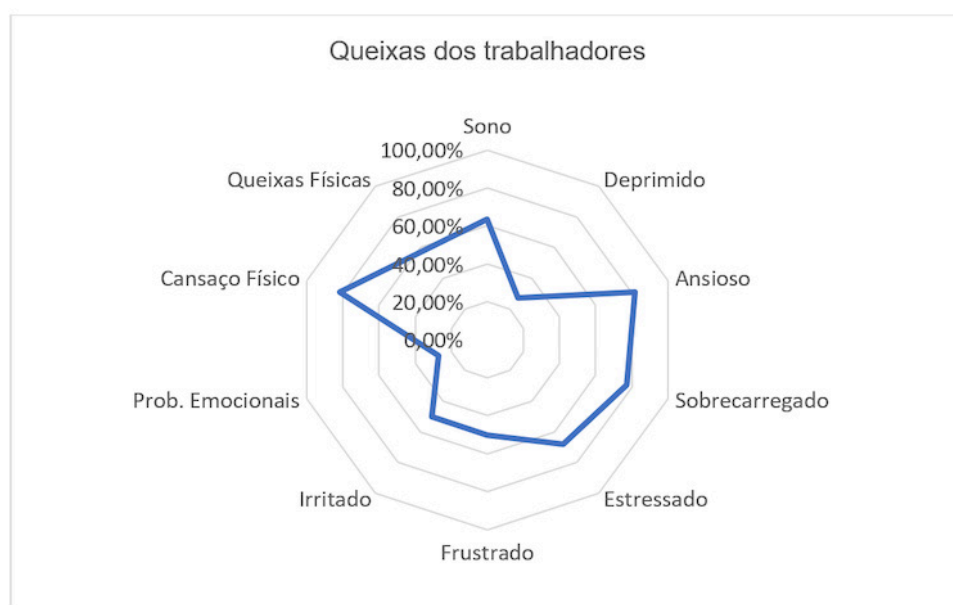 Queixas dos trabalhadores
Sono
100,00%
Queixas Físicas
80,00%
Deprimido
60,00%
40,00%
Cansaço Físico
Ansioso
20,00%
0,00%
Prob. Emocionais
Sobrecarregado
Irritado
Estressado
Frustrado